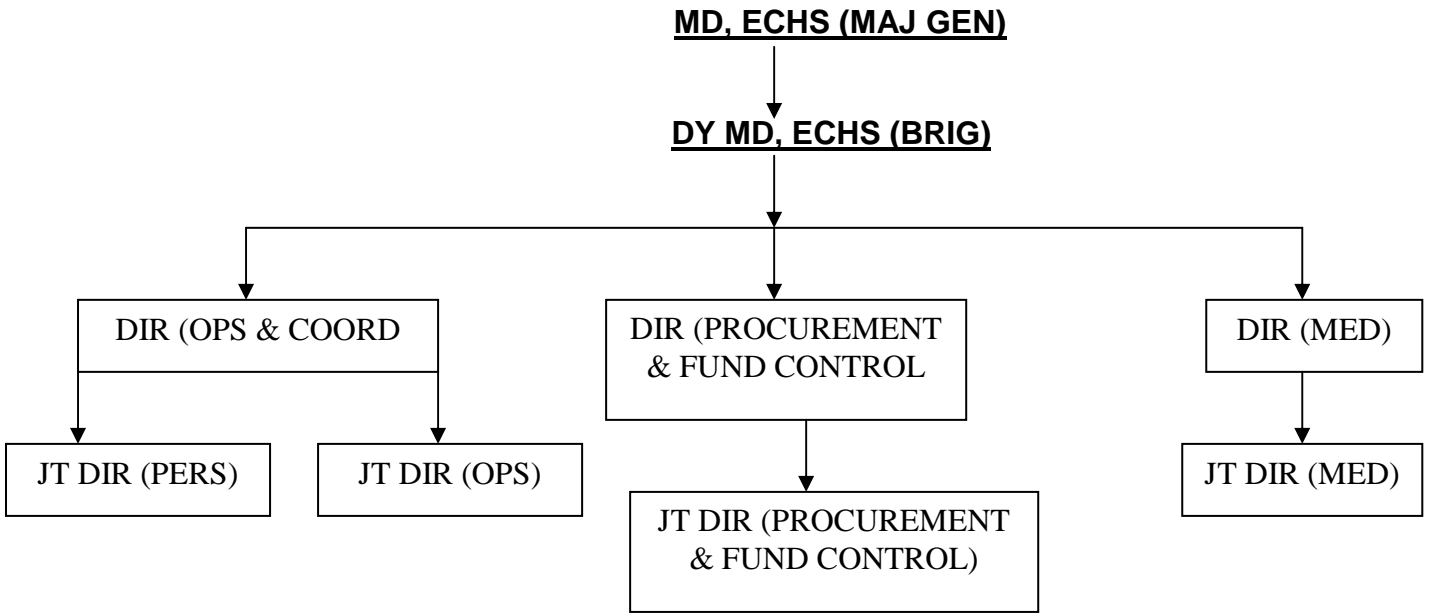 MD, ECHS (MAJ GEN)
DY MD, ECHS (BRIG)
DIR (OPS & COORD
DIR (PROCUREMENT
& FUND CONTROL
DIR (MED)
JT DIR (PERS)
JT DIR (OPS)
JT DIR (PROCUREMENT
& FUND CONTROL)
JT DIR (MED)